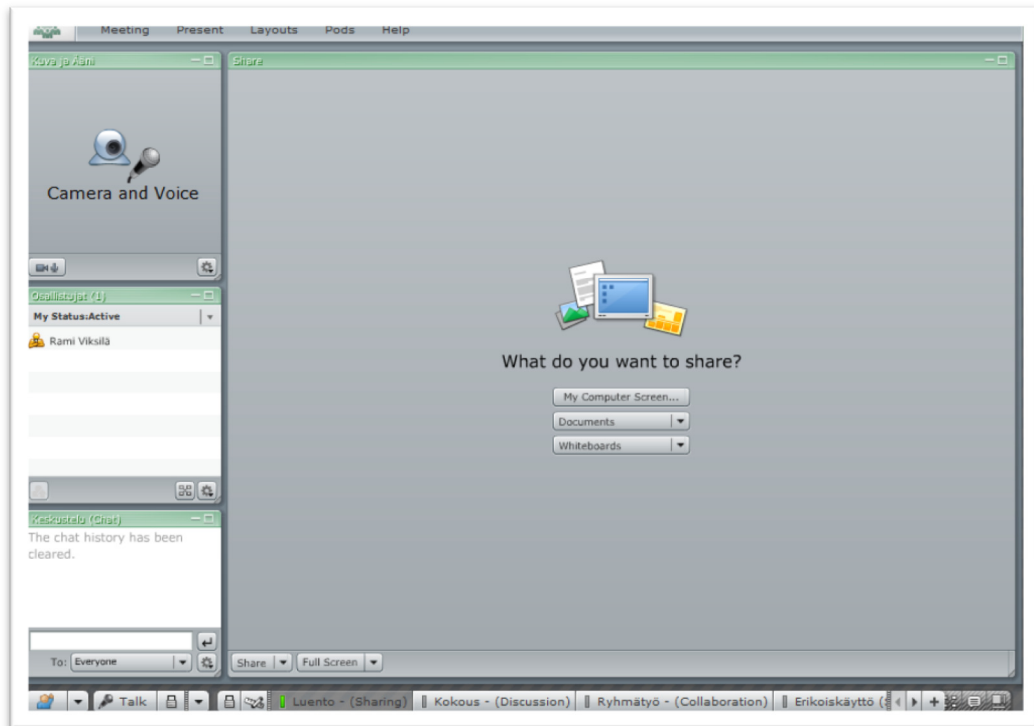 Meeting Present Layouts Pods Help
Kuva ja Ääni
Camera and Voice
Osallistujat (1)
My Status:Active
Rami Viksilä
Keskustelu (Chat)
The chat history has been
cleared.
To: Everyone
Share
What do you want to share?
My Computer Screen...
Documents
Whiteboards
Share Full Screen
Talk Luento - (Sharing) Kokous - (Discussion) Ryhmätyö - (Collaboration) Erikoiskäyttö